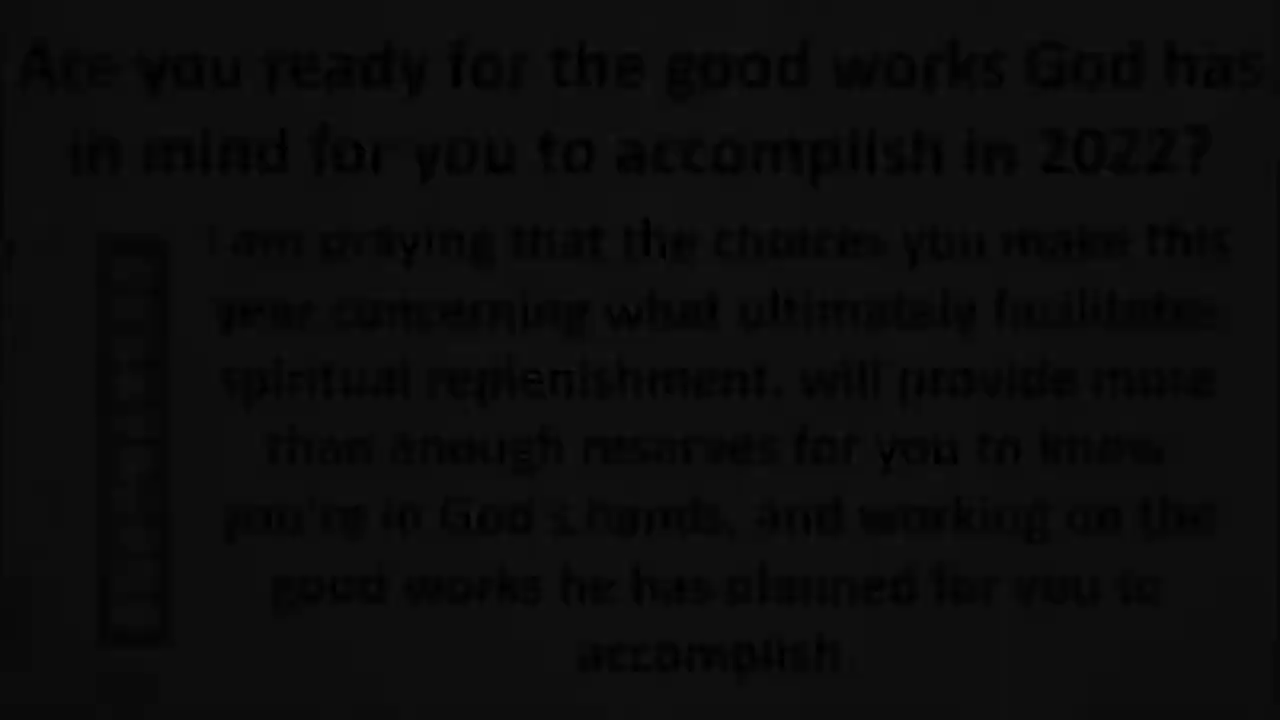 Are you ready for the good works God has
in mind for you to accomplish in 2022?
I am praying that the choices you make this
year concerning what ultimately facilitates
spiritual replenishment, will provide more
than enough reserves for you to know
you're in God's hands, and working on the
good works he has planned for you to
accomplish.